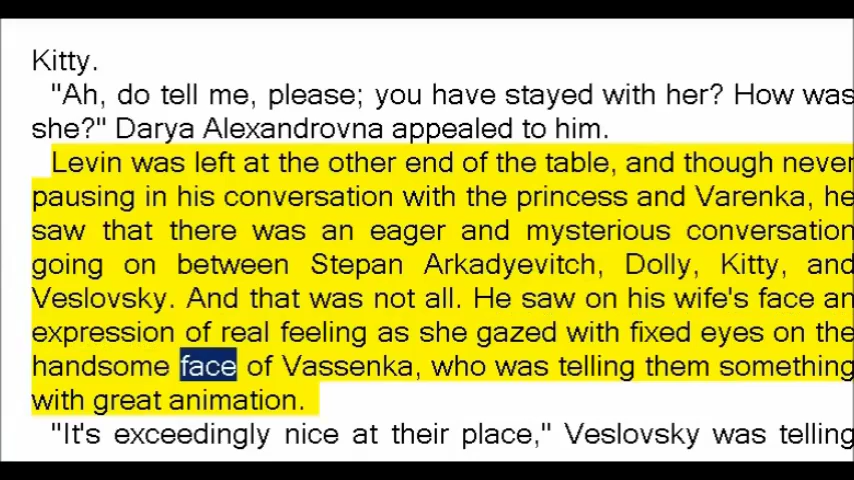 Kitty.
"Ah, do tell me, please; you have stayed with her? How was
she?" Darya Alexandrovna appealed to him.
Levin was left at the other end of the table, and though never
pausing in his conversation with the princess and Varenka, he
saw that there was an eager and mysterious conversation
going on between Stepan Arkadyevitch, Dolly, Kitty, and
Veslovsky. And that was not all. He saw on his wife's face an
expression of real feeling as she gazed with fixed eyes on the
handsome face of Vassenka, who was telling them something
with great animation.
"It's exceedingly nice at their place," Veslovsky was telling